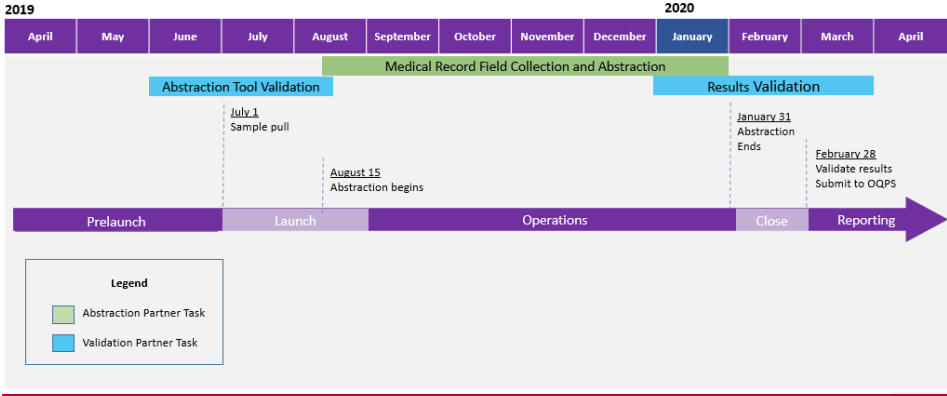 2019
2020
April May June July August September October November December January February March April
Medical Record Field Collection and Abstraction
Abstraction Tool Validation
Results Validation
July 1
Sample pull
August 15
Abstraction begins
January 31
Abstraction
Ends
February 28
Validate results
Submit to OQPS
Prelaunch Launch Operations Close Reporting
Legend
Abstraction Partner Task
Validation Partner Task